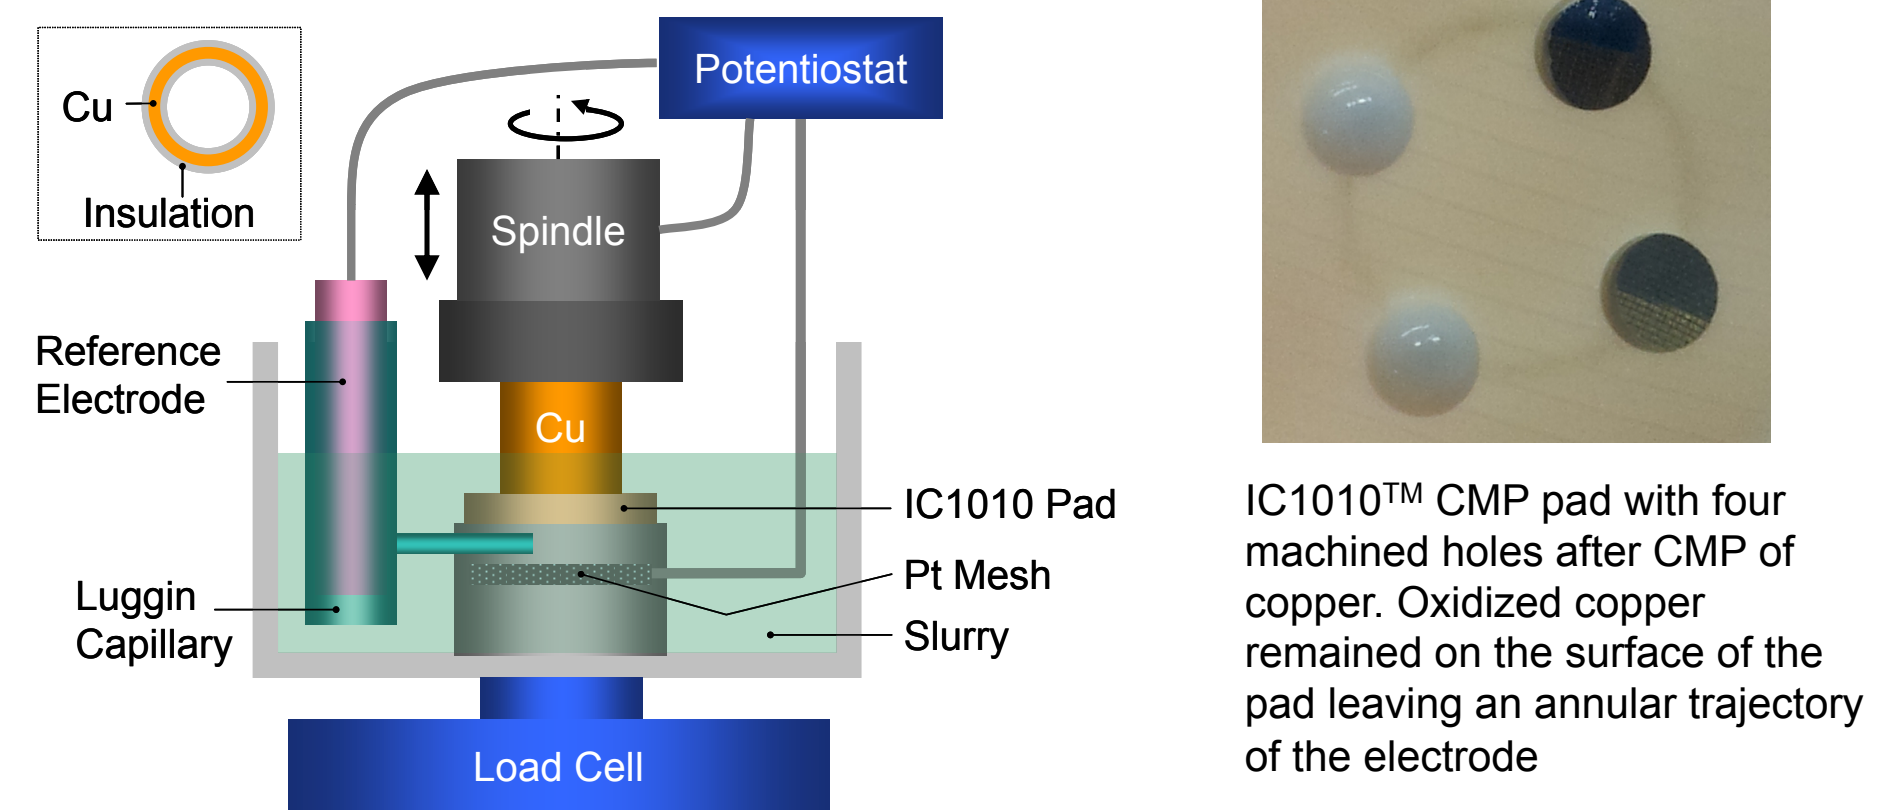 Potentiostat
Cu
Insulation
Spindle
Reference
Electrode
Cu
IC1010 Pad
Pt Mesh
Luggin
Capillary
Slurry
Load Cell
IC1010™ CMP pad with four
machined holes after CMP of
copper. Oxidized copper
remained on the surface of the
pad leaving an annular trajectory
of the electrode